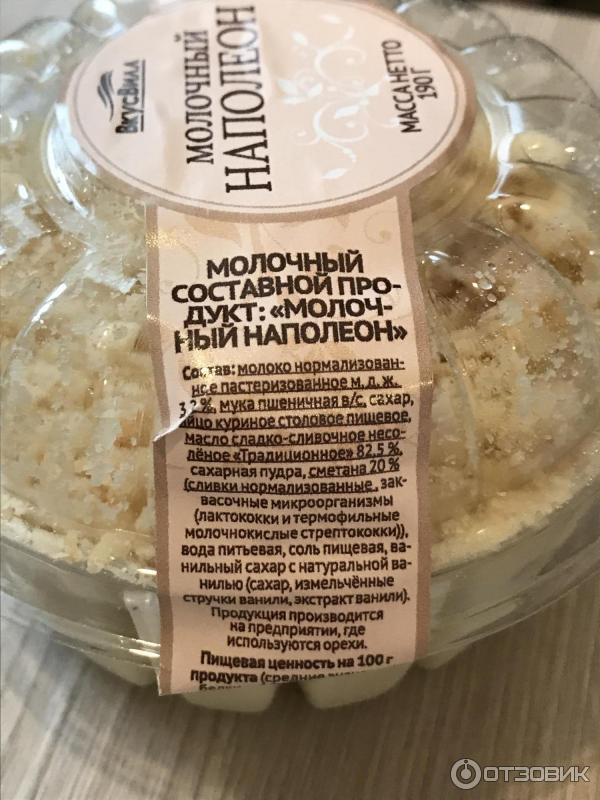 ВкусВилл
МОЛОЧНЫЙ
НАПОЛЕОН
МАССА НЕТТО
190 Г
МОЛОЧНЫЙ
СОСТАВНОЙ ПРО-
ДУКТ: «МОЛОЧ-
НЫЙ НАПОЛЕОН»
Состав: молоко нормализован-
ное пастеризованное м. д. ж.
3,2 %, мука пшеничная в/с, сахар,
яйцо куриное столовое пищевое,
масло сладко-сливочное несо-
лёное «Традиционное» 82,5 %,
сахарная пудра, сметана 20 %
(сливки нормализованные, зак-
васочные микроорганизмы
(лактококки и термофильные
молочнокислые стрептококки)),
вода питьевая, соль пищевая, ва-
нильный сахар с натуральной ва-
нилью (сахар, измельчённые
стручки ванили, экстракт ванили).
Продукция производится
на предприятии, где
используются орехи.
Пищевая ценность на 100 г
продукта (средние
ОТЗОВИК